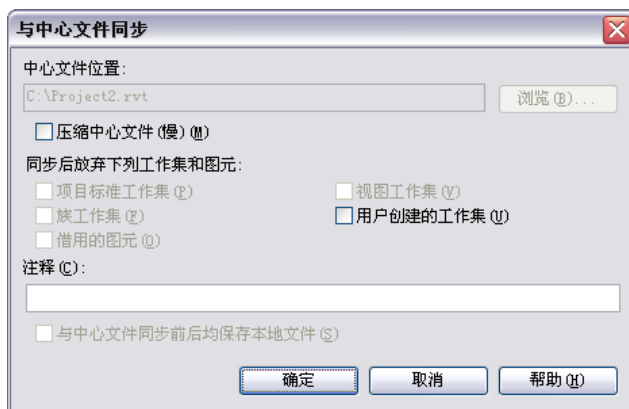 与中心文件同步
中心文件位置:
C:\Project2.rvt 浏览(B)...
压缩中心文件(慢)(M)
同步后放弃下列工作集和图元:
项目标准工作集(P) 视图工作集(V)
族工作集(F) 用户创建的工作集(U)
借用的图元(O)
注释(C):
与中心文件同步前后均保存本地文件(S)
确定 取消 帮助(H)